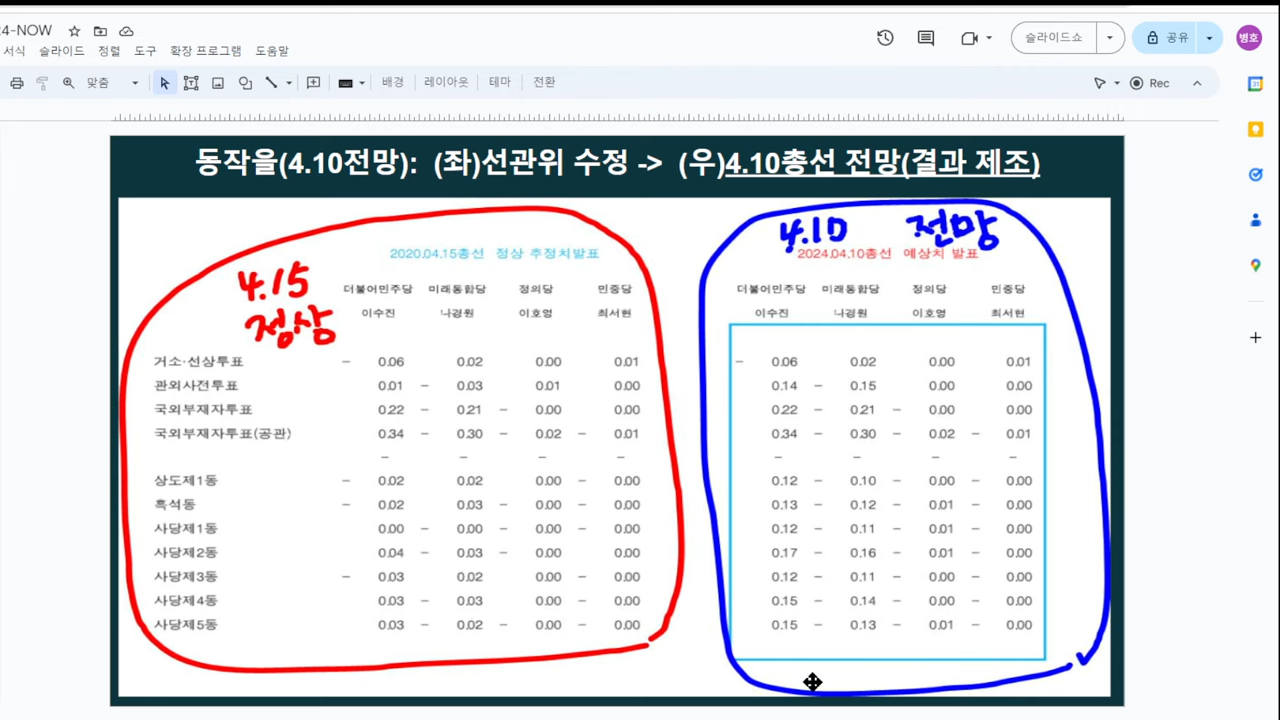 24-NOW
서식 슬라이드 정렬 도구 확장 프로그램 도움말
슬라이드쇼 공유 병호
맞춤 배경 레이아웃 테마 전환 Rec
31
동작을(4.10전망): (좌)선관위 수정 -> (우)4.10총선 전망(결과 제조)
4.15
정상
2020.04.15총선 정상 추정치발표
더불어민주당 미래통합당 정의당 민중당
이수진 나경원 이호영 최서현
거소·선상투표 - 0.06 0.02 0.00 0.01
관외사전투표 0.01 - 0.03 0.01 0.00
국외부재자투표 0.22 - 0.21 - 0.00 0.00
국외부재자투표(공관) 0.34 - 0.30 - 0.02 - 0.01
- - - -
상도제1동 - 0.02 0.02 0.00 0.00
흑석동 - 0.02 0.03 - 0.00 0.00
사당제1동 0.00 - 0.00 - 0.00 0.00
사당제2동 0.04 - 0.03 - 0.00 - 0.00
사당제3동 - 0.03 0.02 0.00 - 0.00
사당제4동 0.03 - 0.03 - 0.00 - 0.00
사당제5동 0.03 - 0.02 - 0.00 - 0.00
4.10 전망
2024.04.10총선 예상치 발표
더불어민주당 미래통합당 정의당 민중당
이수진 나경원 이호영 최서현
- 0.06 0.02 0.00 0.01
0.14 - 0.15 0.00 0.00
0.22 - 0.21 - 0.00 0.00
0.34 - 0.30 - 0.02 - 0.01
- - - -
0.12 - 0.10 - 0.00 - 0.00
0.13 - 0.12 - 0.01 - 0.00
0.12 - 0.11 - 0.01 - 0.00
0.17 - 0.16 - 0.01 - 0.00
0.12 - 0.11 - 0.00 - 0.00
0.15 - 0.14 - 0.00 - 0.00
0.15 - 0.13 - 0.01 - 0.00